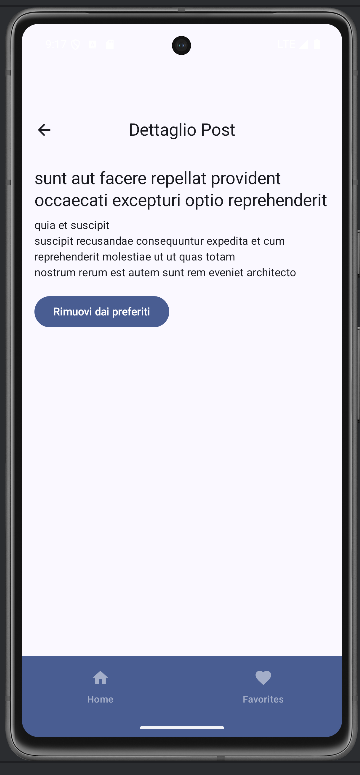 LTE
Dettaglio Post
sunt aut facere repellat provident
occaecati excepturi optio reprehenderit
quia et suscipit
suscipit recusandae consequuntur expedita et cum
reprehenderit molestiae ut ut quas totam
nostrum rerum est autem sunt rem eveniet architecto
Rimuovi dai preferiti
Home
Favorites